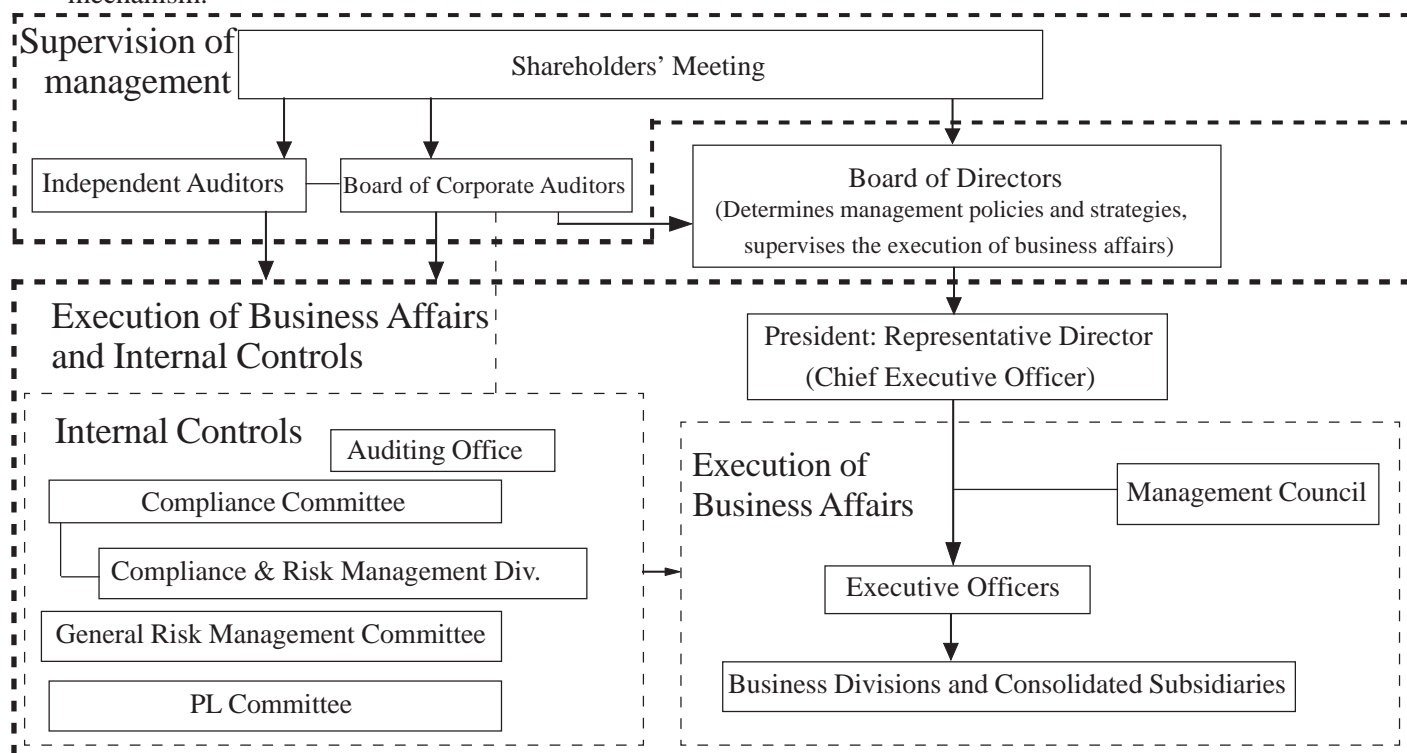 mechanism.
Supervision of
management
Shareholders’ Meeting
Independent Auditors
Board of Corporate Auditors
Board of Directors
(Determines management policies and strategies,
supervises the execution of business affairs)
Execution of Business Affairs
and Internal Controls
President: Representative Director
(Chief Executive Officer)
Internal Controls
Auditing Office
Compliance Committee
Compliance & Risk Management Div.
General Risk Management Committee
PL Committee
Execution of
Business Affairs
Management Council
Executive Officers
Business Divisions and Consolidated Subsidiaries